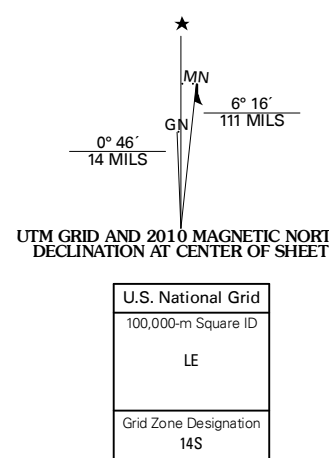 ★
MN
GN
6° 16´
111 MILS
0° 46´
14 MILS
UTM GRID AND 2010 MAGNETIC NORT
DECLINATION AT CENTER OF SHEET
U.S. National Grid
100,000-m Square ID
LE
Grid Zone Designation
14S